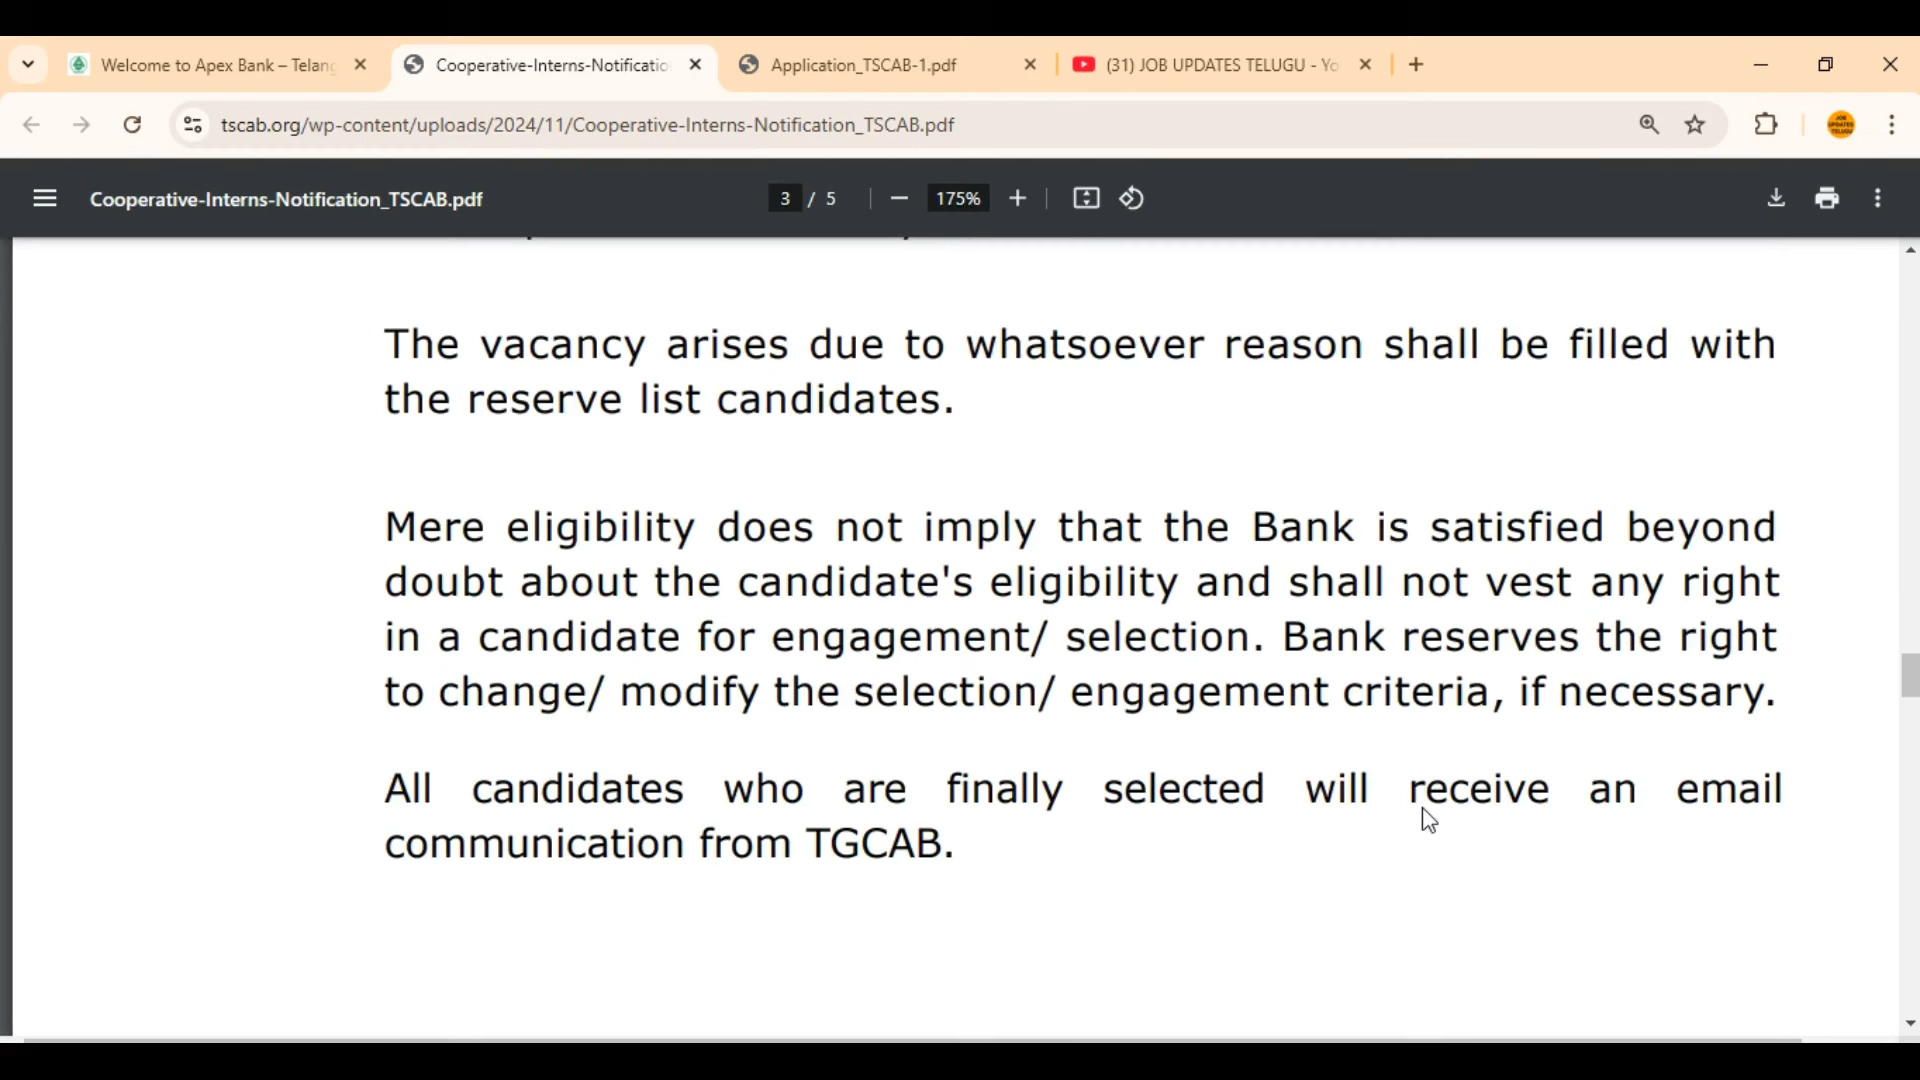 Welcome to Apex Bank – Telang
Cooperative-Interns-Notificatio
Application_TSCAB-1.pdf
(31) JOB UPDATES TELUGU - Yo
tscab.org/wp-content/uploads/2024/11/Cooperative-Interns-Notification_TSCAB.pdf
JOB UPDATES TELUGU
Cooperative-Interns-Notification_TSCAB.pdf
3 / 5
175%
The vacancy arises due to whatsoever reason shall be filled with
the reserve list candidates.
Mere eligibility does not imply that the Bank is satisfied beyond
doubt about the candidate's eligibility and shall not vest any right
in a candidate for engagement/ selection. Bank reserves the right
to change/ modify the selection/ engagement criteria, if necessary.
All candidates who are finally selected will receive an email
communication from TGCAB.